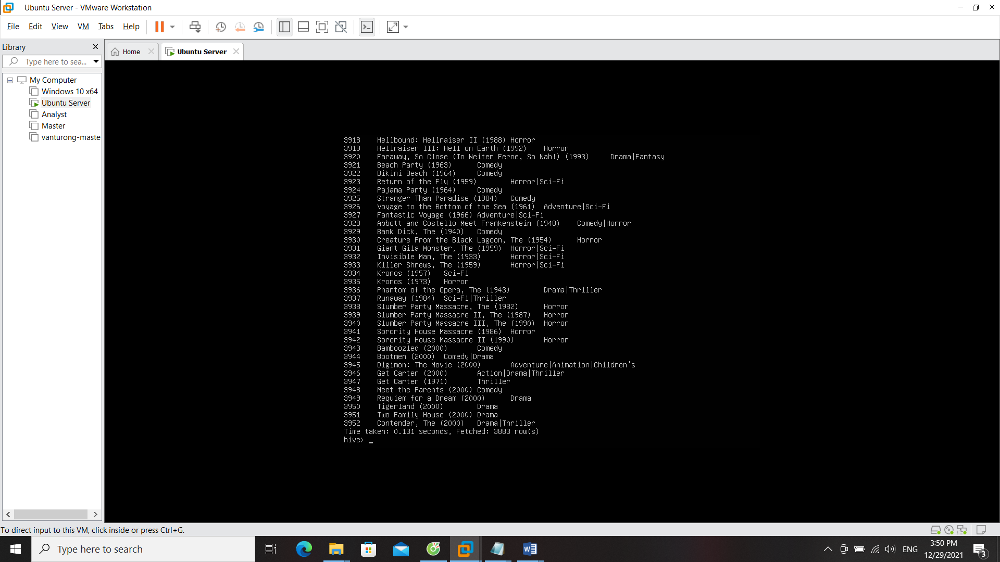 Ubuntu Server - VMware Workstation
File Edit View VM Tabs Help
Library
Type here to sea...
My Computer
Windows 10 x64
Ubuntu Server
Analyst
Master
vanturong-maste
Home
Ubuntu Server
3918 Hellbound: Hellraiser II (1988) Horror
3919 Hellraiser III: Hell on Earth (1992) Horror
3920 Faraway, So Close (In Weiter Ferne, So Nah!) (1993) Drama|Fantasy
3921 Beach Party (1963) Comedy
3922 Bikini Beach (1964) Comedy
3923 Return of the Fly (1959) Horror|Sci-Fi
3924 Pajama Party (1964) Comedy
3925 Stranger Than Paradise (1984) Comedy
3926 Voyage to the Bottom of the Sea (1961) Adventure|Sci-Fi
3927 Fantastic Voyage (1966) Adventure|Sci-Fi
3928 Abbott and Costello Meet Frankenstein (1948) Comedy|Horror
3929 Bank Dick, The (1940) Comedy
3930 Creature From the Black Lagoon, The (1954) Horror
3931 Giant Gila Monster, The (1959) Horror|Sci-Fi
3932 Invisible Man, The (1933) Horror|Sci-Fi
3933 Killer Shrews, The (1959) Horror|Sci-Fi
3934 Kronos (1957) Sci-Fi
3935 Kronos (1973) Horror
3936 Phantom of the Opera, The (1943) Drama|Thriller
3937 Runaway (1984) Sci-Fi|Thriller
3938 Slumber Party Massacre, The (1982) Horror
3939 Slumber Party Massacre II, The (1987) Horror
3940 Slumber Party Massacre III, The (1990) Horror
3941 Sorority House Massacre (1986) Horror
3942 Sorority House Massacre II (1990) Horror
3943 Bamboozled (2000) Comedy
3944 Bootmen (2000) Comedy|Drama
3945 Digimon: The Movie (2000) Adventure|Animation|Children's
3946 Get Carter (2000) Action|Drama|Thriller
3947 Get Carter (1971) Thriller
3948 Meet the Parents (2000) Comedy
3949 Requiem for a Dream (2000) Drama
3950 Tigerland (2000) Drama
3951 Two Family House (2000) Drama
3952 Contender, The (2000) Drama|Thriller
Time taken: 0.131 seconds, Fetched: 3883 row(s)
hive> _
To direct input to this VM, click inside or press Ctrl+G.
Type here to search
ENG
3:50 PM
12/29/2021
3